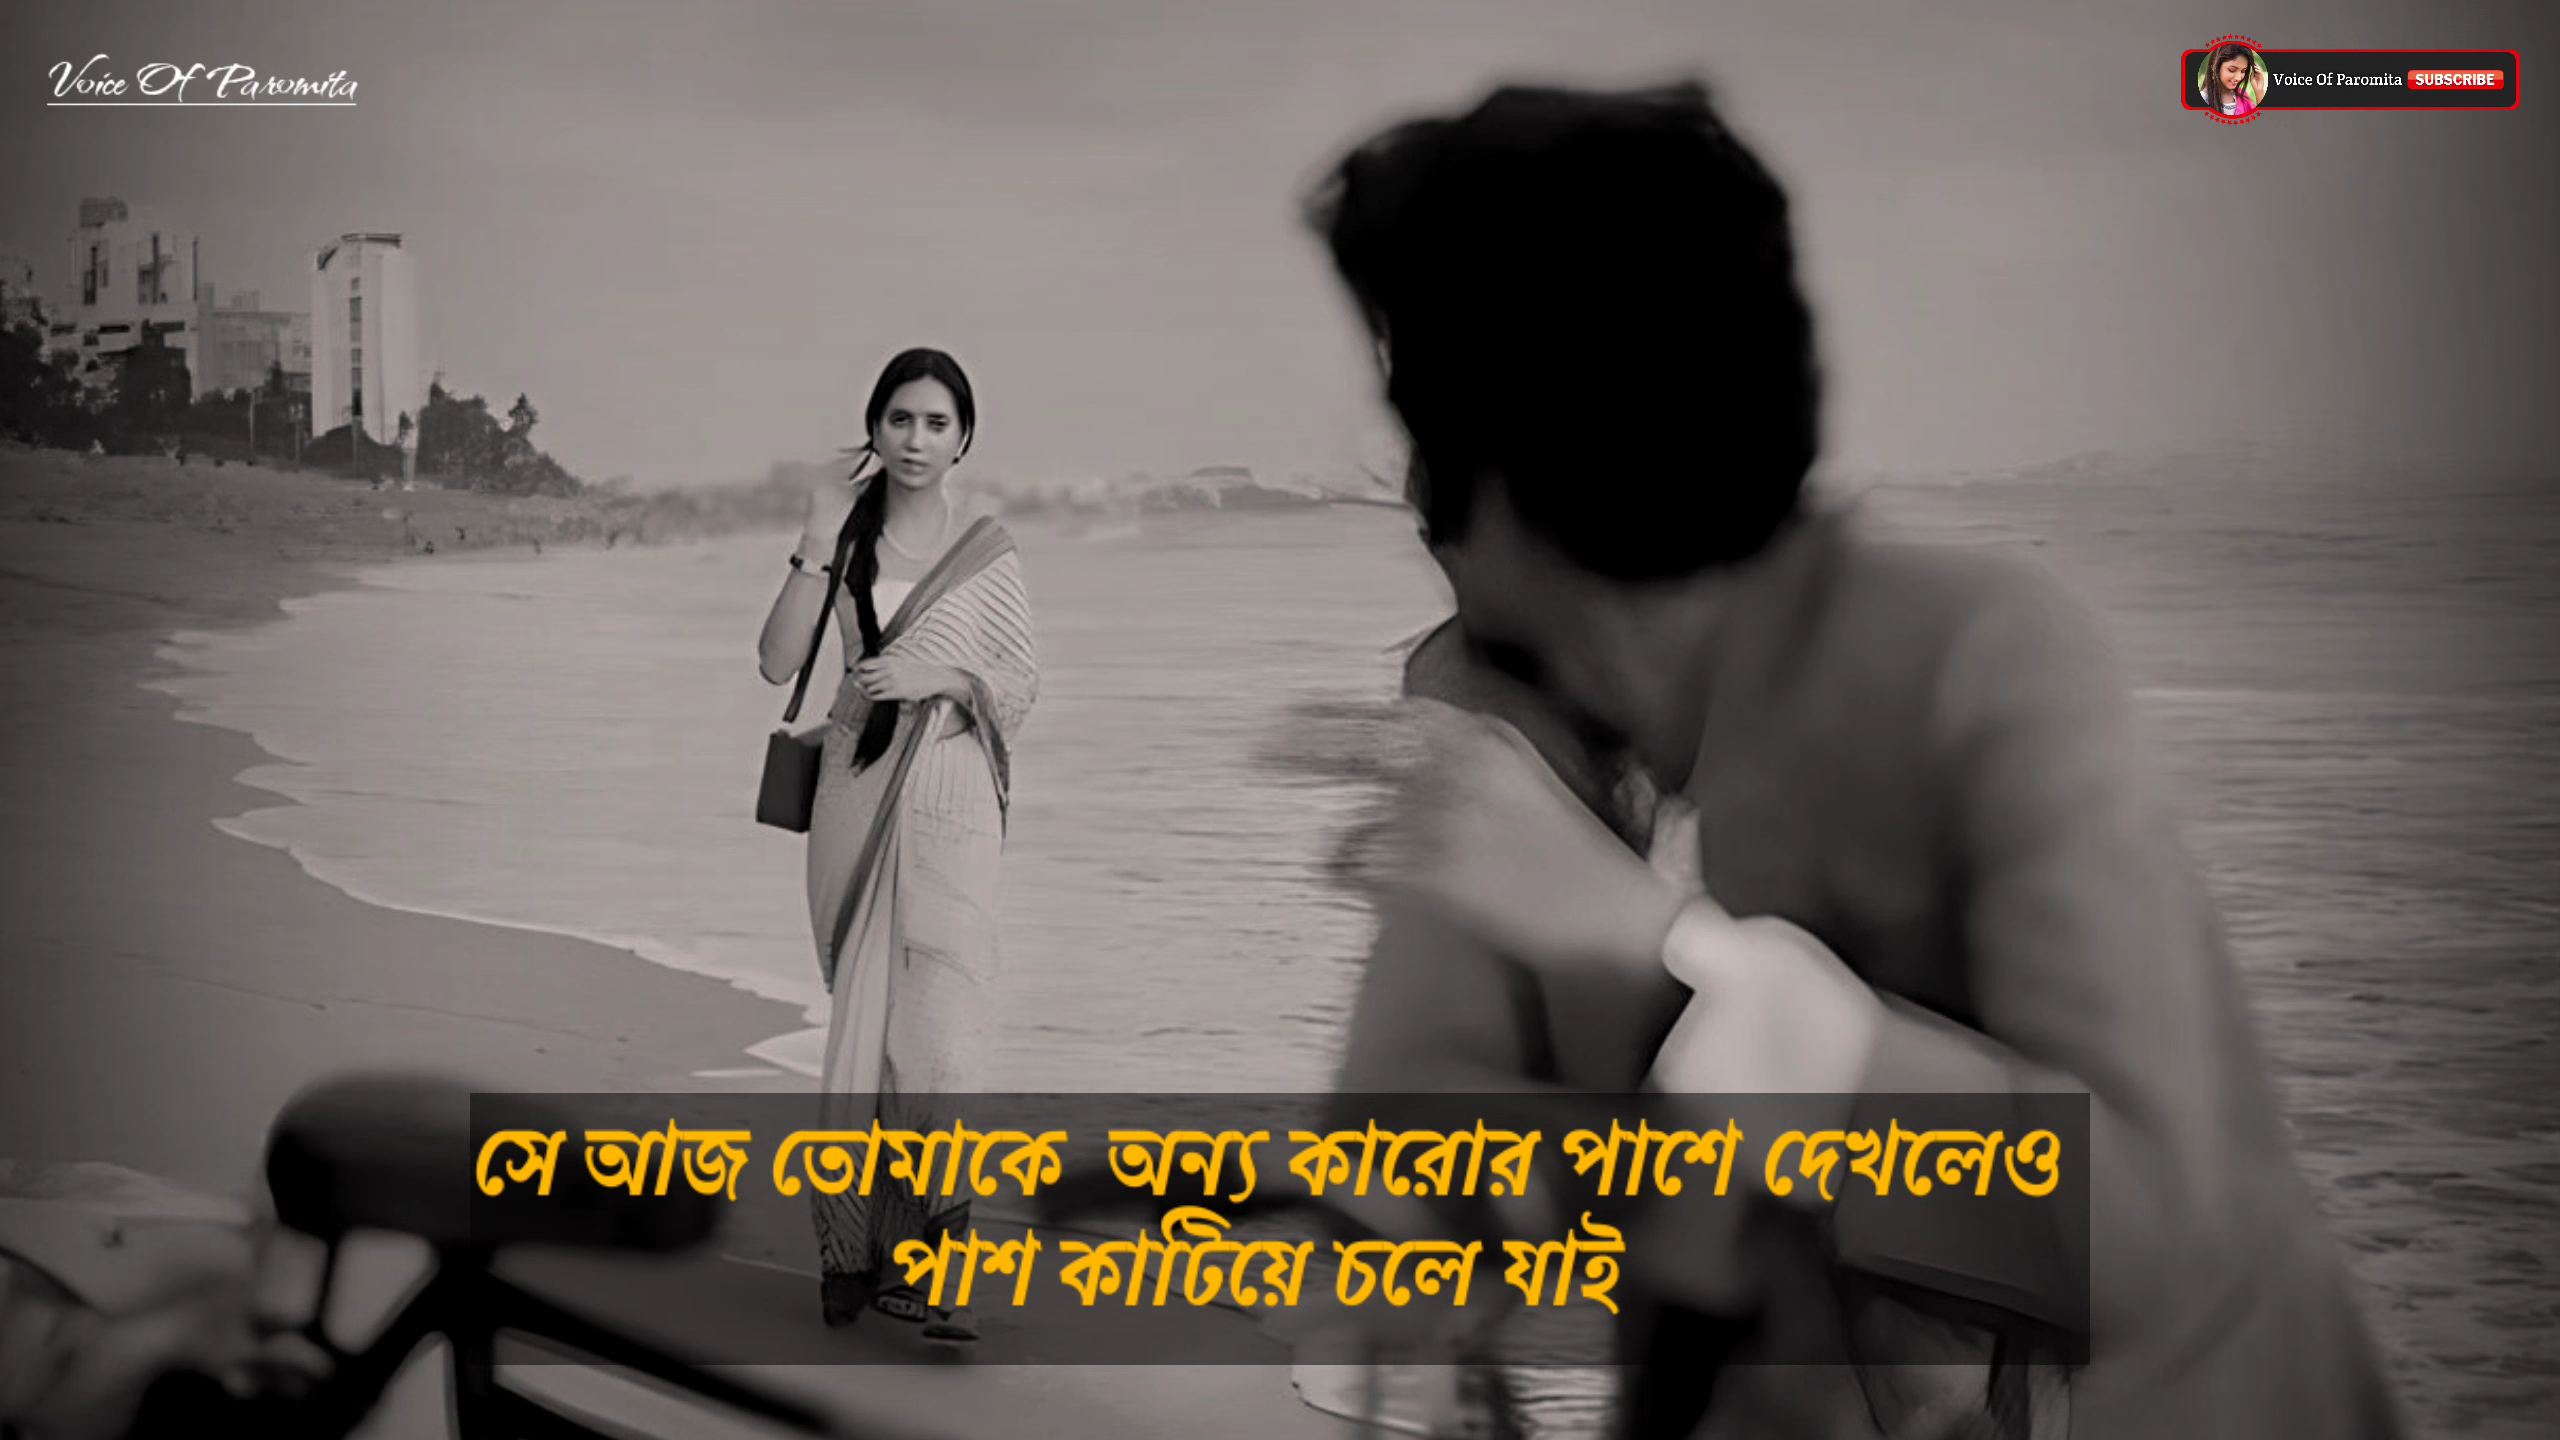 Voice Of Paromita
Voice Of Paromita SUBSCRIBE
সে আজ তোমাকে অন্য কারোর পাশে দেখলেও
পাশ কাটিয়ে চলে যাই